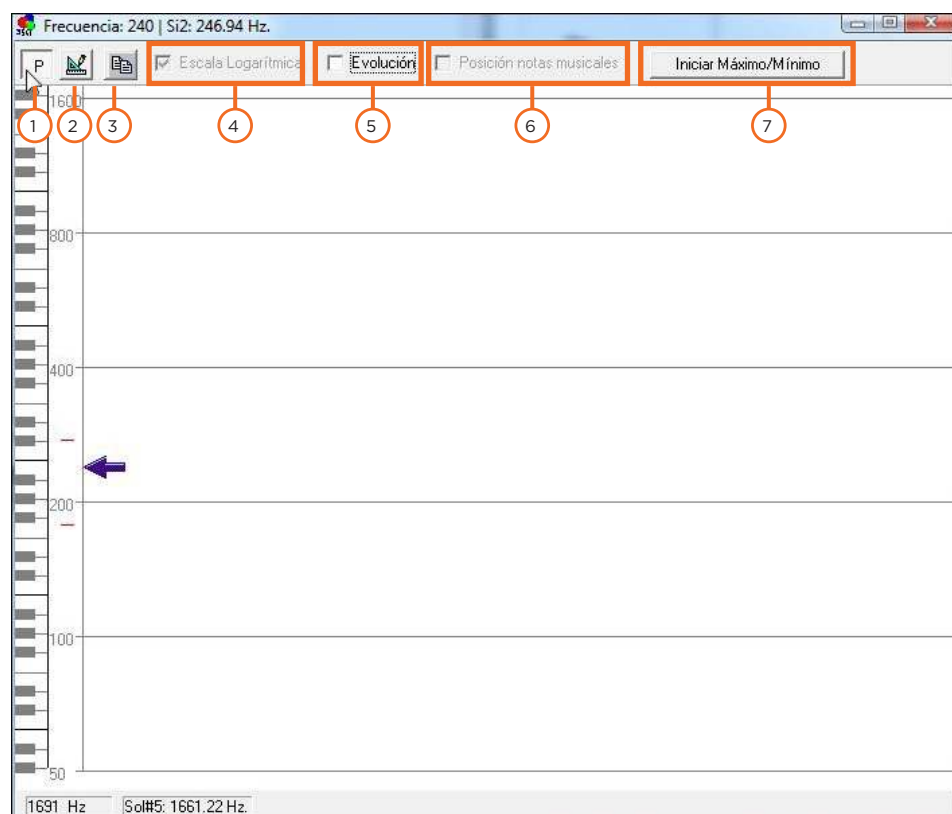 Frecuencia: 240 | Si2: 246.94 Hz.
P Escala Logarítmica Evolución Posición notas musicales Iniciar Máximo/Mínimo
1 2 3 4 5 6 7
1600
800
400
200
100
50
1691 Hz Sol#5: 1661.22 Hz.